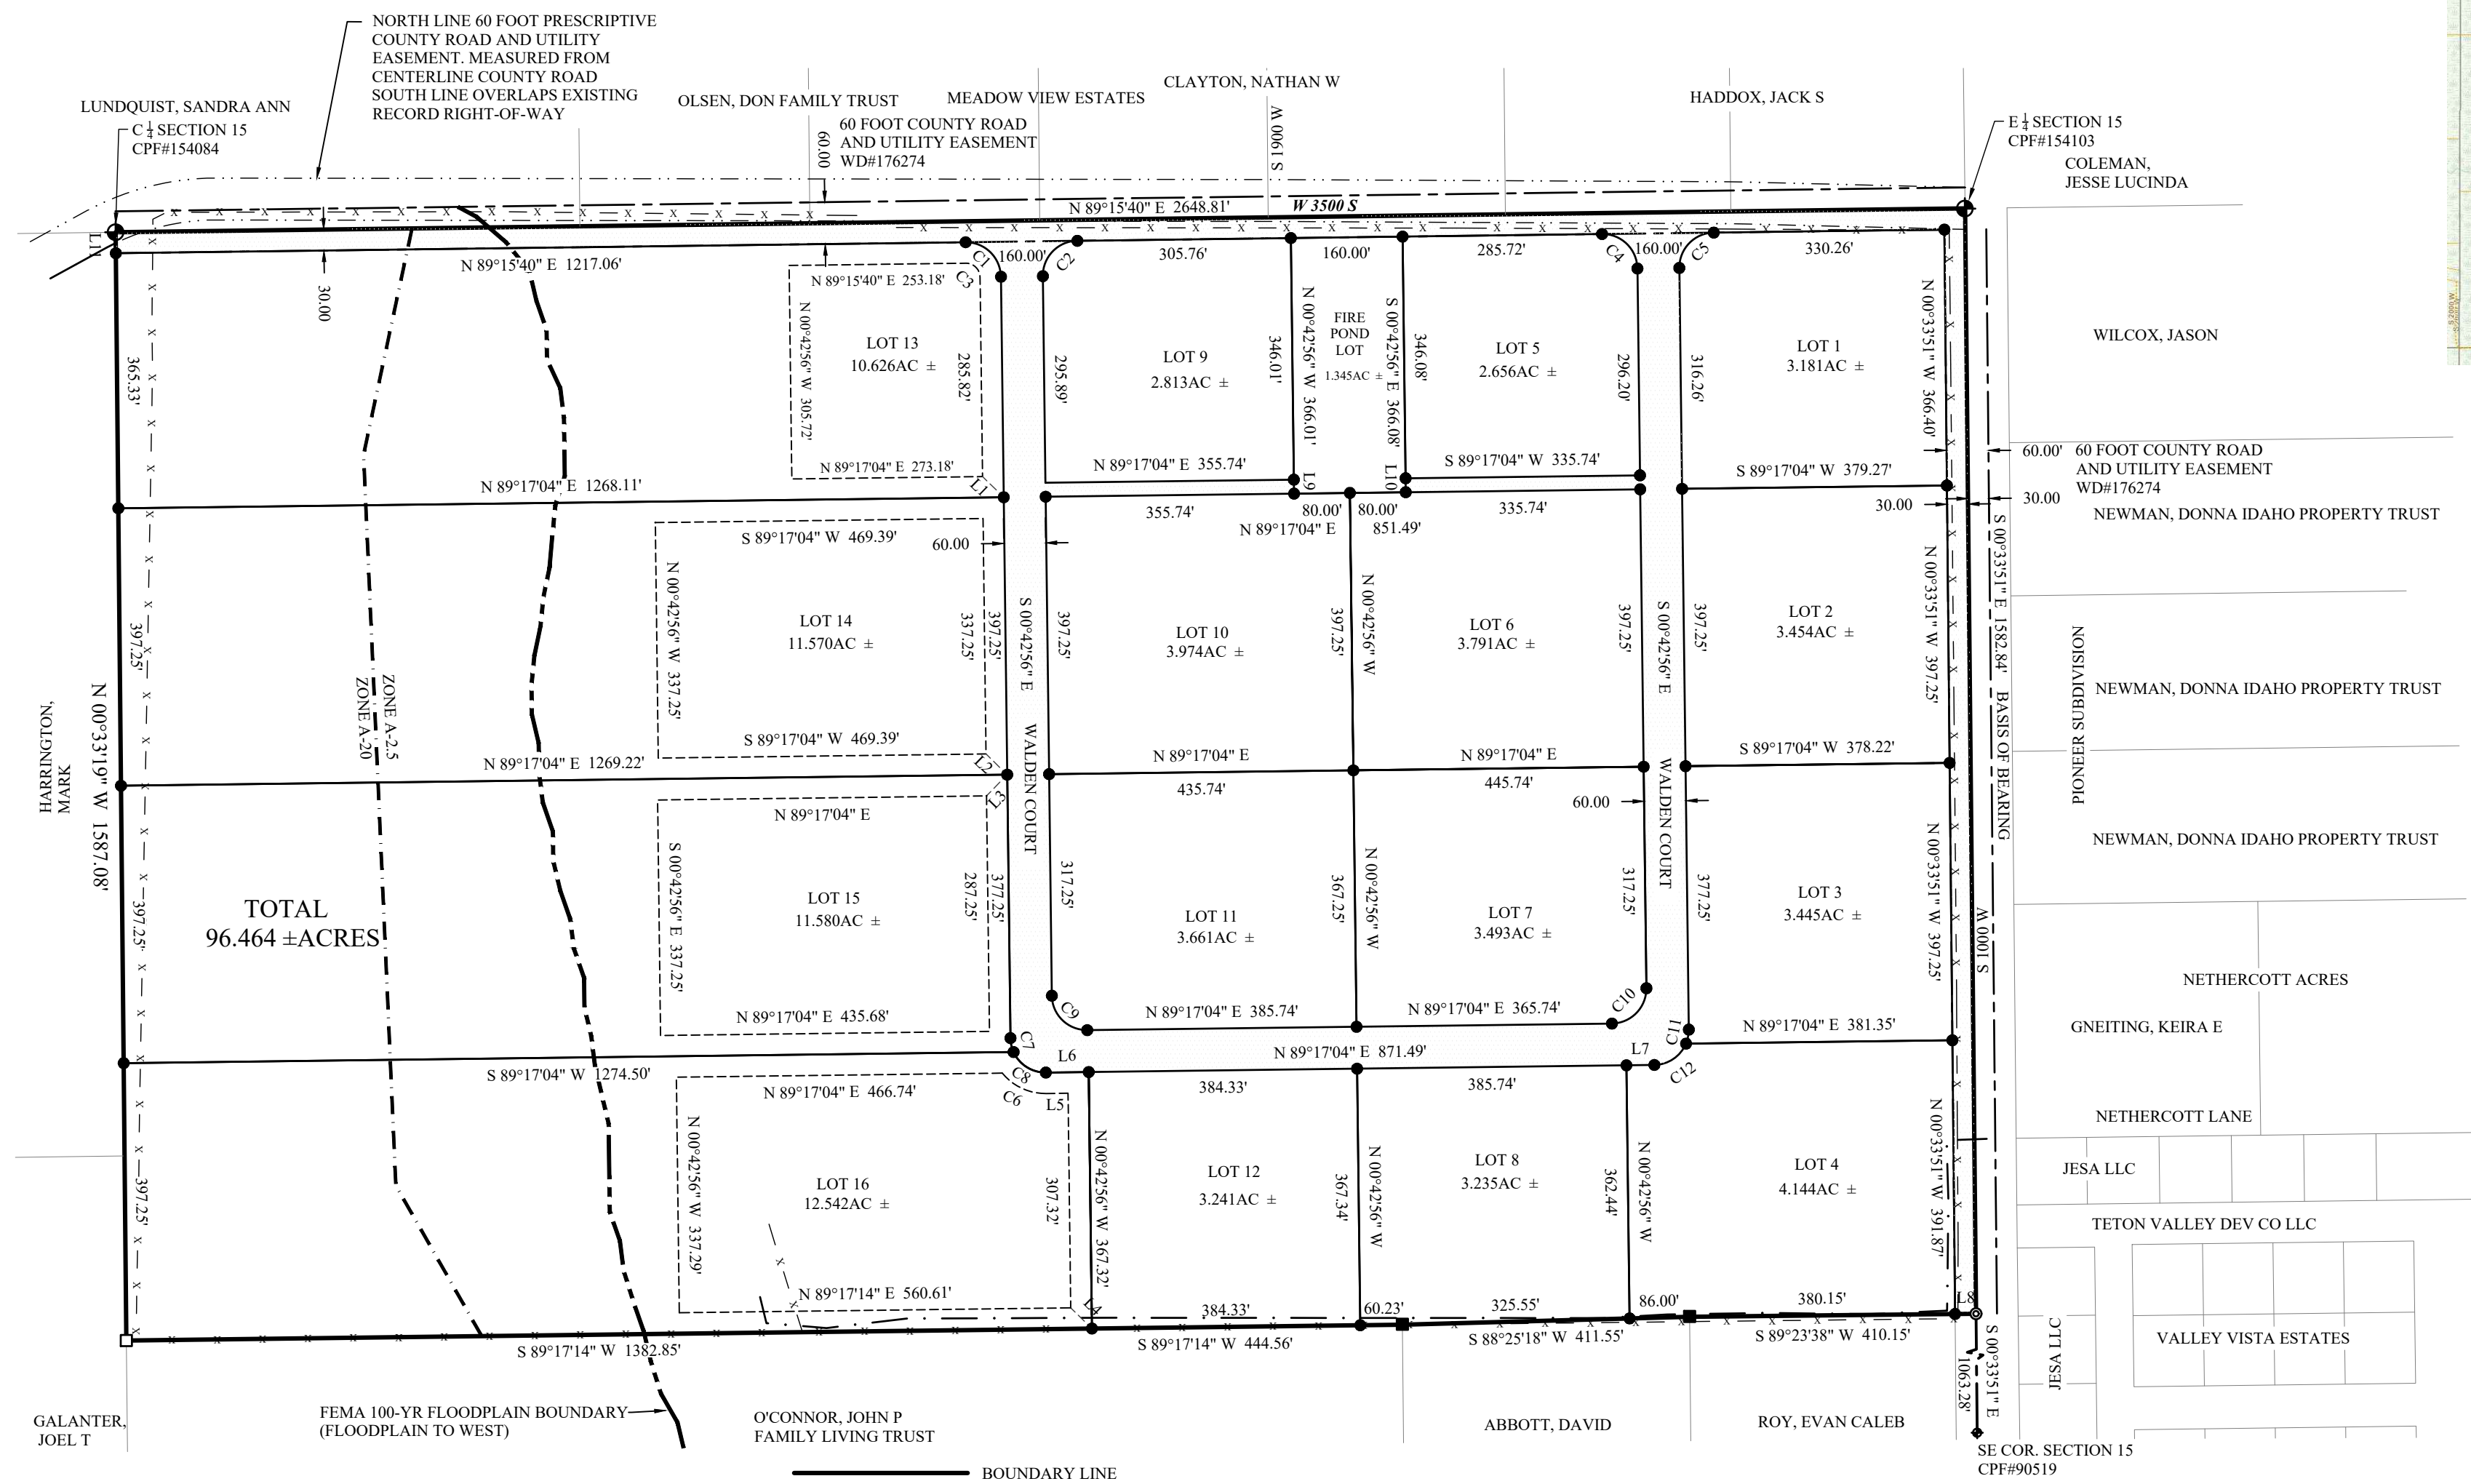 NORTH LINE 60 FOOT PRESCRIPTIVE
COUNTY ROAD AND UTILITY
EASEMENT. MEASURED FROM
CENTERLINE COUNTY ROAD
SOUTH LINE OVERLAPS EXISTING
RECORD RIGHT-OF-WAY
LUNDQUIST, SANDRA ANN
C 1/4 SECTION 15
CPF#154084
OLSEN, DON FAMILY TRUST
MEADOW VIEW ESTATES
CLAYTON, NATHAN W
HADDOX, JACK S
60.00
60 FOOT COUNTY ROAD
AND UTILITY EASEMENT
WD#176274
S 1900 W
E 1/4 SECTION 15
CPF#154103
COLEMAN,
JESSE LUCINDA
N 89°15'40" E 2648.81'
W 3500 S
L11
N 89°15'40" E 1217.06'
30.00
C1
160.00'
C2
305.76'
160.00'
285.72'
C4
160.00'
C5
330.26'
C3
N 89°15'40" E 253.18'
N 00°42'56" W 305.72'
LOT 13
10.626AC ±
285.82'
N 89°17'04" E 273.18'
L1
365.33'
295.89'
LOT 9
2.813AC ±
346.01'
N 00°42'56" W 366.01'
FIRE
POND
LOT
1.345AC ±
S 00°42'56" E 366.08'
346.08'
LOT 5
2.656AC ±
296.20'
316.26'
LOT 1
3.181AC ±
N 00°33'51" W 366.40'
WILCOX, JASON
N 89°17'04" E 355.74'
L9
L10
S 89°17'04" W 335.74'
S 89°17'04" W 379.27'
60.00'
60 FOOT COUNTY ROAD
AND UTILITY EASEMENT
WD#176274
30.00
30.00
NEWMAN, DONNA IDAHO PROPERTY TRUST
N 89°17'04" E 1268.11'
355.74'
80.00'
80.00'
335.74'
N 89°17'04" E
851.49'
S 89°17'04" W 469.39'
60.00
N 00°42'56" W 337.25'
LOT 14
11.570AC ±
337.25'
397.25'
S 00°42'56" E
397.25'
LOT 10
3.974AC ±
397.25'
N 00°42'56" W
LOT 6
3.791AC ±
397.25'
S 00°42'56" E
397.25'
LOT 2
3.454AC ±
N 00°33'51" W 397.25'
S 00°33'51" E 1582.84' BASIS OF BEARING
PIONER SUBDIVISION
NEWMAN, DONNA IDAHO PROPERTY TRUST
397.25'
HARRINGTON,
MARK
N 00°33'19" W 1587.08'
ZONE A-20
ZONE A-2.5
S 89°17'04" W 469.39'
N 89°17'04" E 1269.22'
L2
L3
WALDEN COURT
N 89°17'04" E
435.74'
N 89°17'04" E
445.74'
60.00
WALDEN COURT
S 89°17'04" W 378.22'
NEWMAN, DONNA IDAHO PROPERTY TRUST
N 89°17'04" E
S 00°42'56" E 337.25'
LOT 15
11.580AC ±
287.25'
377.25'
317.25'
LOT 11
3.661AC ±
367.25'
N 00°42'56" W
LOT 7
3.493AC ±
317.25'
377.25'
LOT 3
3.445AC ±
N 00°33'51" W 397.25'
S 1000 W
NETHERCOTT ACRES
TOTAL
96.464 ±ACRES
397.25'
N 89°17'04" E 435.68'
C9
N 89°17'04" E 385.74'
N 89°17'04" E 365.74'
C10
C11
N 89°17'04" E 381.35'
GNEITING, KEIRA E
C7
L6
N 89°17'04" E 871.49'
L7
S 89°17'04" W 1274.50'
C8
C12
N 89°17'04" E 466.74'
C6
L5
384.33'
385.74'
NETHERCOTT LANE
N 00°42'56" W 337.29'
LOT 16
12.542AC ±
307.32'
N 00°42'56" W 367.32'
LOT 12
3.241AC ±
367.34'
N 00°42'56" W
LOT 8
3.235AC ±
362.44'
N 00°42'56" W
LOT 4
4.144AC ±
N 00°33'51" W 391.87'
JESA LLC
TETON VALLEY DEV CO LLC
397.25'
N 89°17'14" E 560.61'
L4
384.33'
60.23'
325.55'
86.00'
380.15'
L8
S 89°17'14" W 1382.85'
S 89°17'14" W 444.56'
S 88°25'18" W 411.55'
S 89°23'38" W 410.15'
1063.28'
S 00°33'51" E
JESA LLC
VALLEY VISTA ESTATES
GALANTER,
JOEL T
FEMA 100-YR FLOODPLAIN BOUNDARY
(FLOODPLAIN TO WEST)
O'CONNOR, JOHN P
FAMILY LIVING TRUST
ABBOTT, DAVID
ROY, EVAN CALEB
SE COR. SECTION 15
CPF#90519
BOUNDARY LINE